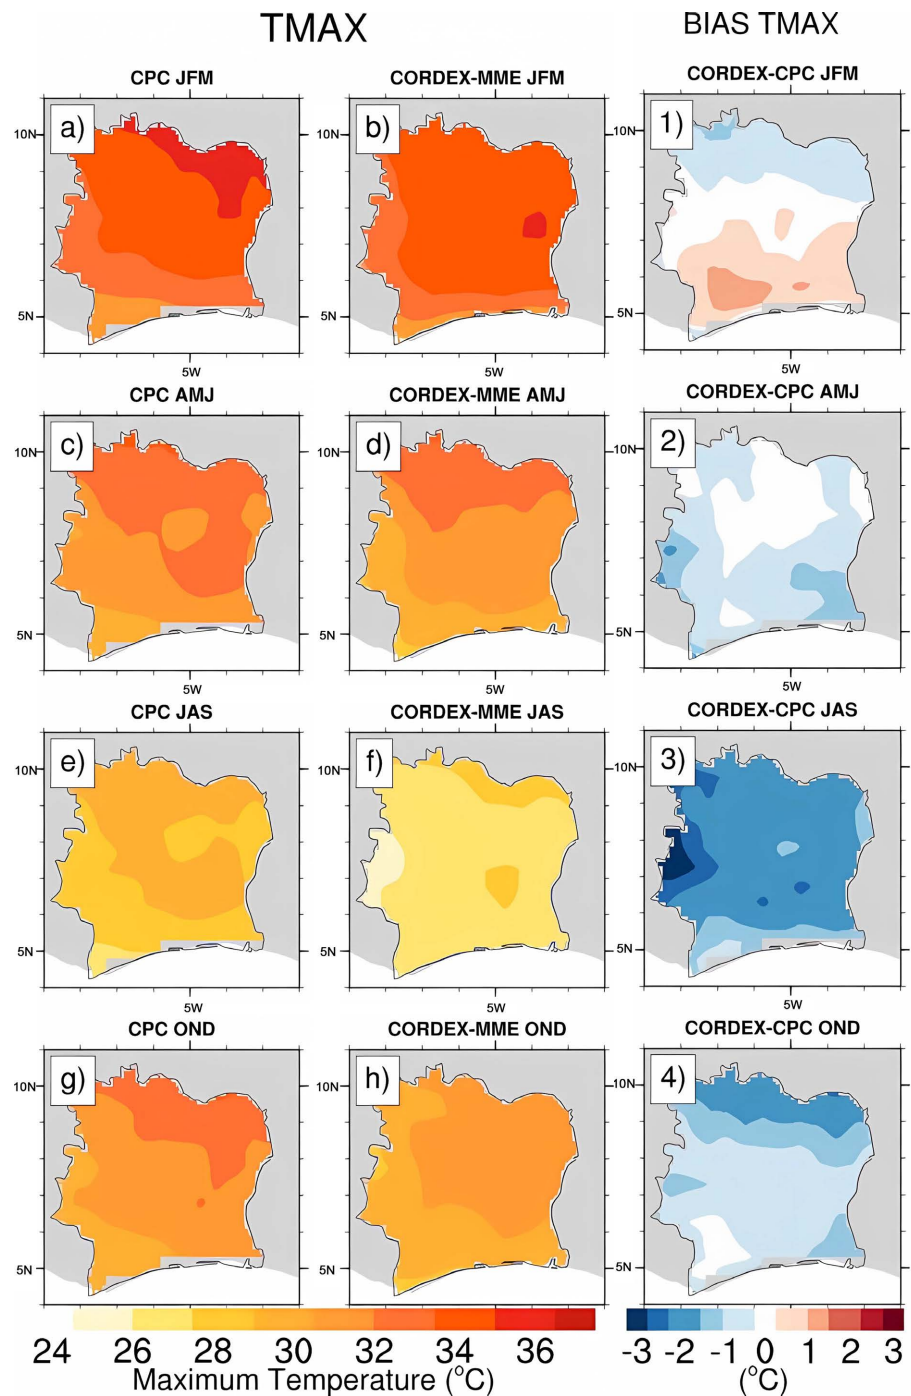 TMAX BIAS TMAX
CPC JFM CORDEX-MME JFM CORDEX-CPC JFM
a) b) 1)
10N 10N 10N
5N 5N 5N
5W 5W 5W
CPC AMJ CORDEX-MME AMJ CORDEX-CPC AMJ
c) d) 2)
10N 10N 10N
5N 5N 5N
5W 5W 5W
CPC JAS CORDEX-MME JAS CORDEX-CPC JAS
e) f) 3)
10N 10N 10N
5N 5N 5N
5W 5W 5W
CPC OND CORDEX-MME OND CORDEX-CPC OND
g) h) 4)
10N 10N 10N
5N 5N 5N
24 26 28 30 32 34 36 -3 -2 -1 0 1 2 3
Maximum Temperature (°C) (°C)